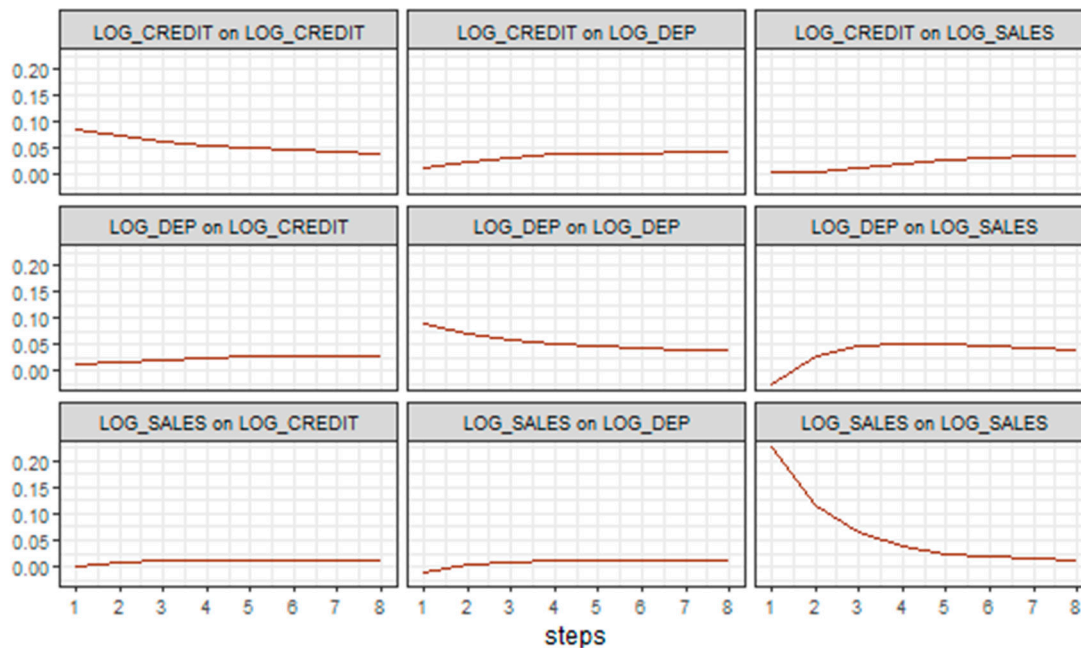 LOG_CREDIT on LOG_CREDIT
LOG_CREDIT on LOG_DEP
LOG_CREDIT on LOG_SALES
0.20
0.15
0.10
0.05
0.00
LOG_DEP on LOG_CREDIT
LOG_DEP on LOG_DEP
LOG_DEP on LOG_SALES
0.20
0.15
0.10
0.05
0.00
LOG_SALES on LOG_CREDIT
LOG_SALES on LOG_DEP
LOG_SALES on LOG_SALES
0.20
0.15
0.10
0.05
0.00
1 2 3 4 5 6 7 8
1 2 3 4 5 6 7 8
1 2 3 4 5 6 7 8
steps